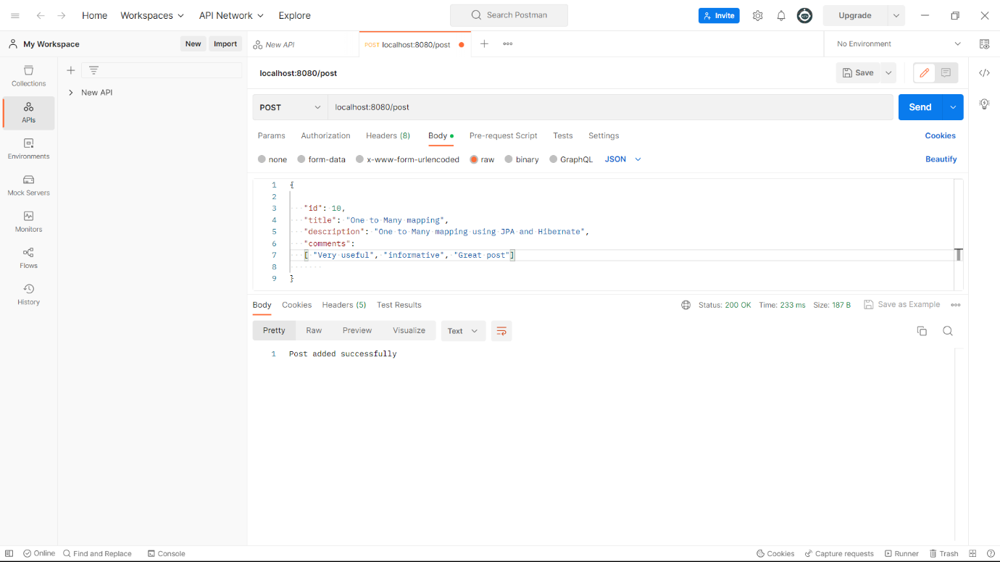 Home Workspaces API Network Explore Search Postman Invite Upgrade
My Workspace New Import New API POST localhost:8080/post No Environment
localhost:8080/post Save
Collections
New API
POST localhost:8080/post Send
APIs
Params Authorization Headers (8) Body Pre-request Script Tests Settings Cookies
Environments
none form-data x-www-form-urlencoded raw binary GraphQL JSON Beautify
Mock Servers
Monitors
Flows
History
1 {
2
3 "id": 10,
4 "title": "One to Many mapping",
5 "description": "One to Many mapping using JPA and Hibernate",
6 "comments":
7 [ "Very useful", "informative", "Great post"]
8
9 }
Body Cookies Headers (5) Test Results Status: 200 OK Time: 233 ms Size: 187 B Save as Example
Pretty Raw Preview Visualize Text
1 Post added successfully
Online Find and Replace Console Cookies Capture requests Runner Trash